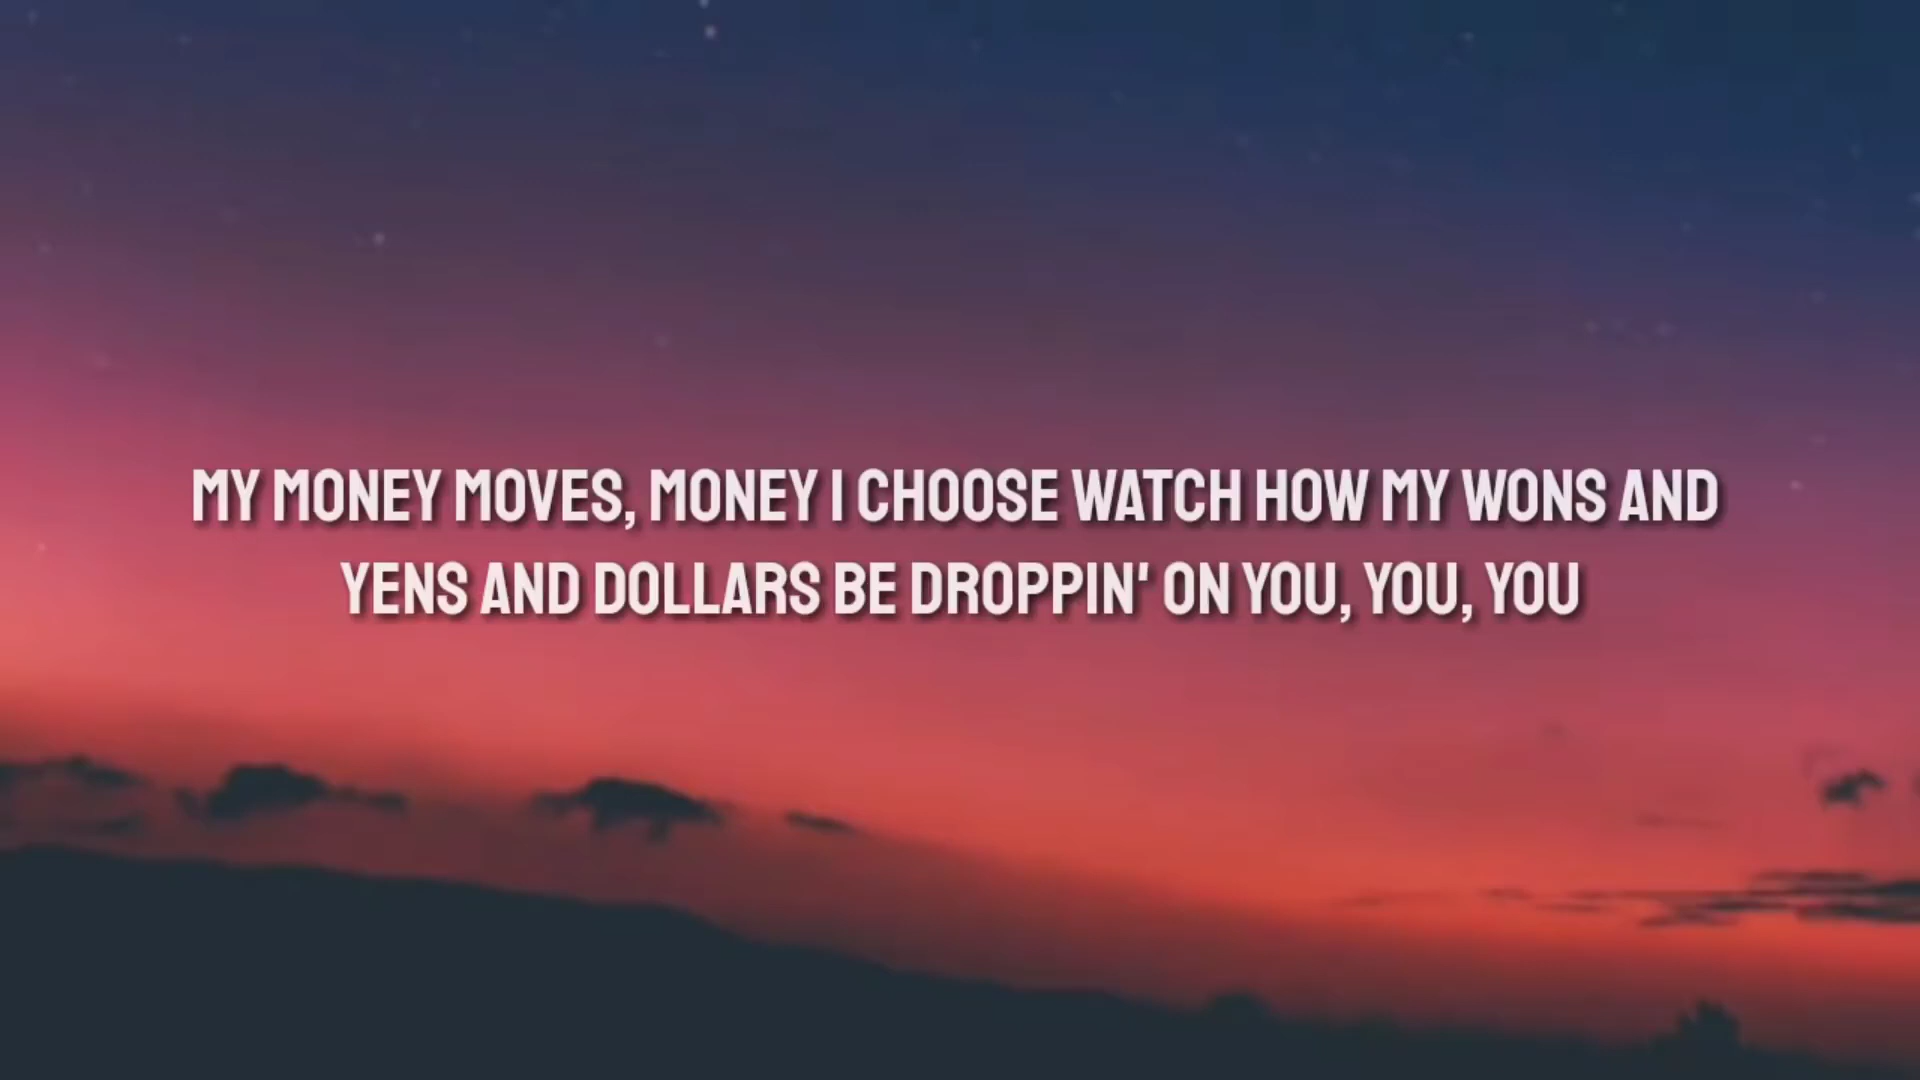 MY MONEY MOVES, MONEY I CHOOSE WATCH HOW MY WONS AND
YENS AND DOLLARS BE DROPPIN' ON YOU, YOU, YOU